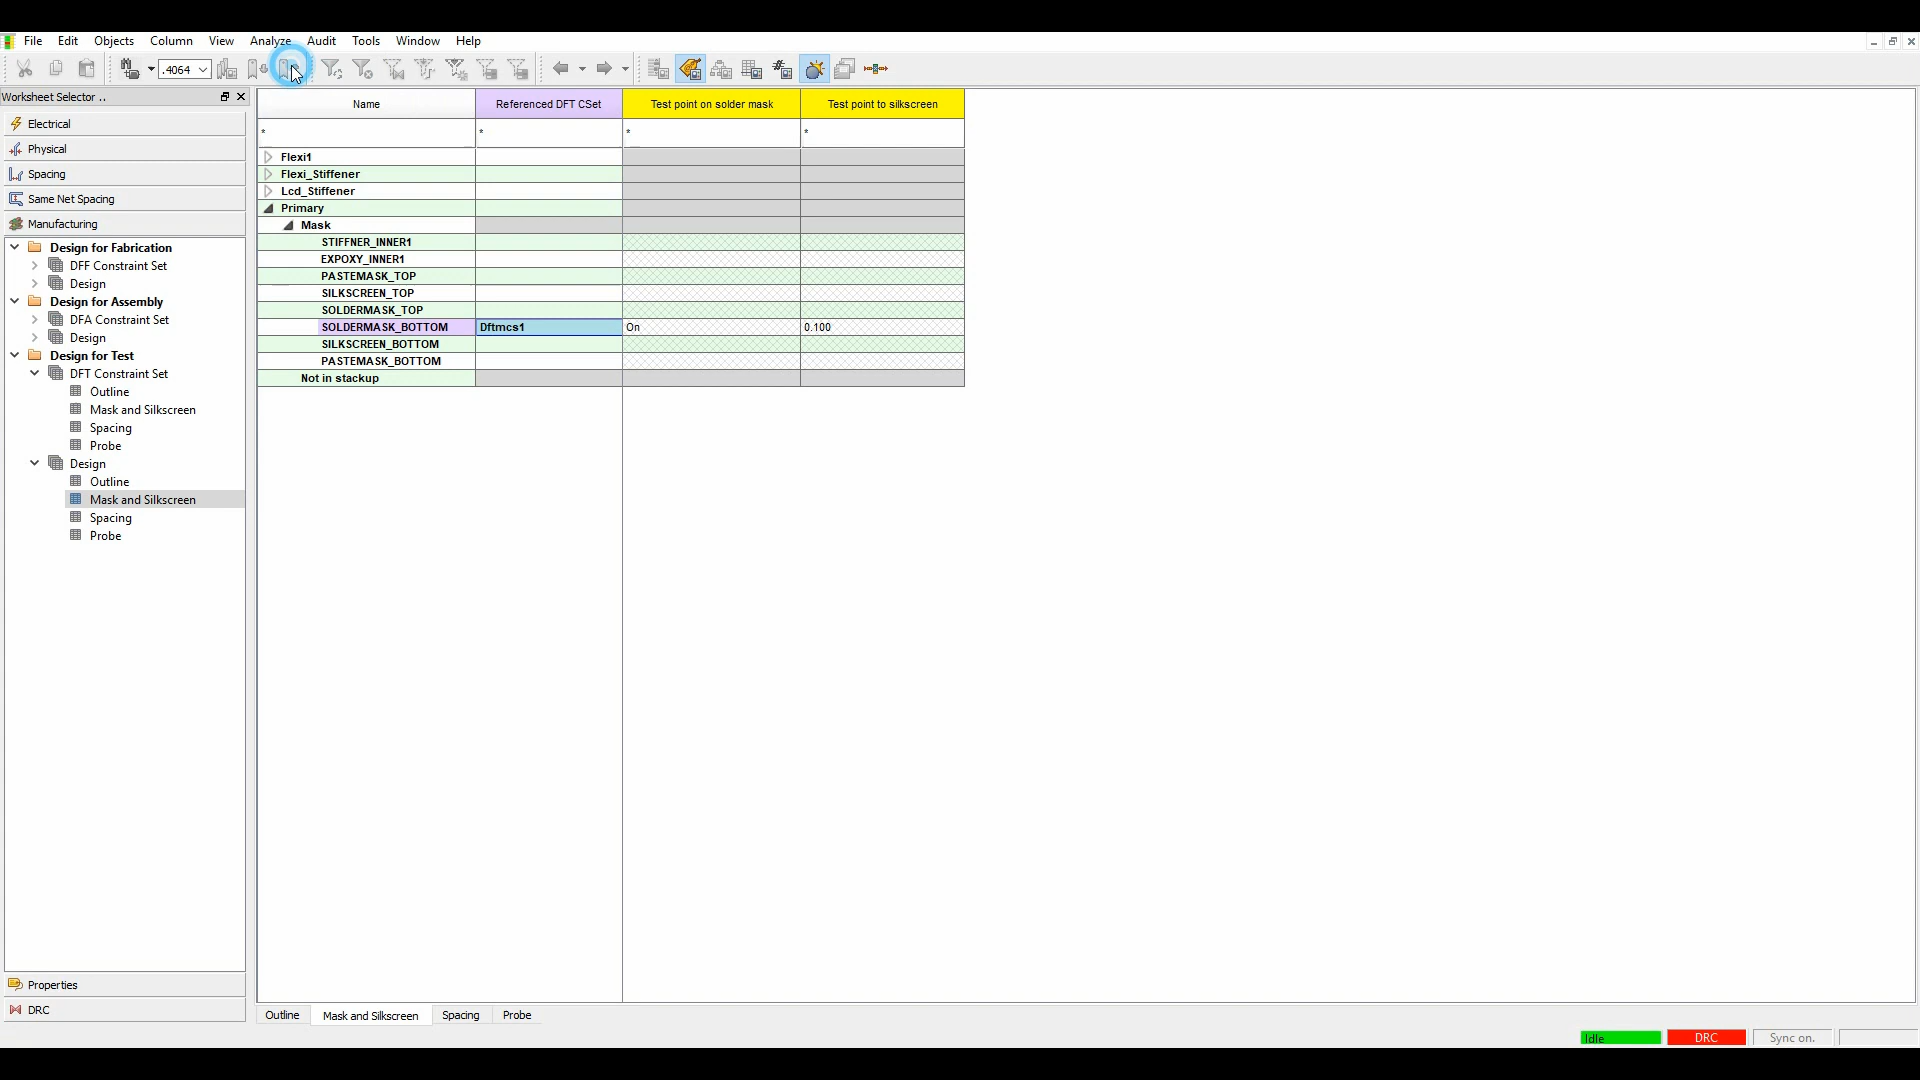 File Edit Objects Column View Analyze Audit Tools Window Help
.4064
Worksheet Selector ..
Electrical
Physical
Spacing
Same Net Spacing
Manufacturing
Design for Fabrication
DFF Constraint Set
Design
Design for Assembly
DFA Constraint Set
Design
Design for Test
DFT Constraint Set
Outline
Mask and Silkscreen
Spacing
Probe
Design
Outline
Mask and Silkscreen
Spacing
Probe
Properties
DRC
Name Referenced DFT CSet Test point on solder mask Test point to silkscreen
* * * *
Flexi1
Flexi_Stiffener
Lcd_Stiffener
Primary
Mask
STIFFNER_INNER1
EXPOXY_INNER1
PASTEMASK_TOP
SILKSCREEN_TOP
SOLDERMASK_TOP
SOLDERMASK_BOTTOM Dftmcs1 On 0.100
SILKSCREEN_BOTTOM
PASTEMASK_BOTTOM
Not in stackup
Outline Mask and Silkscreen Spacing Probe
Idle DRC Sync on.